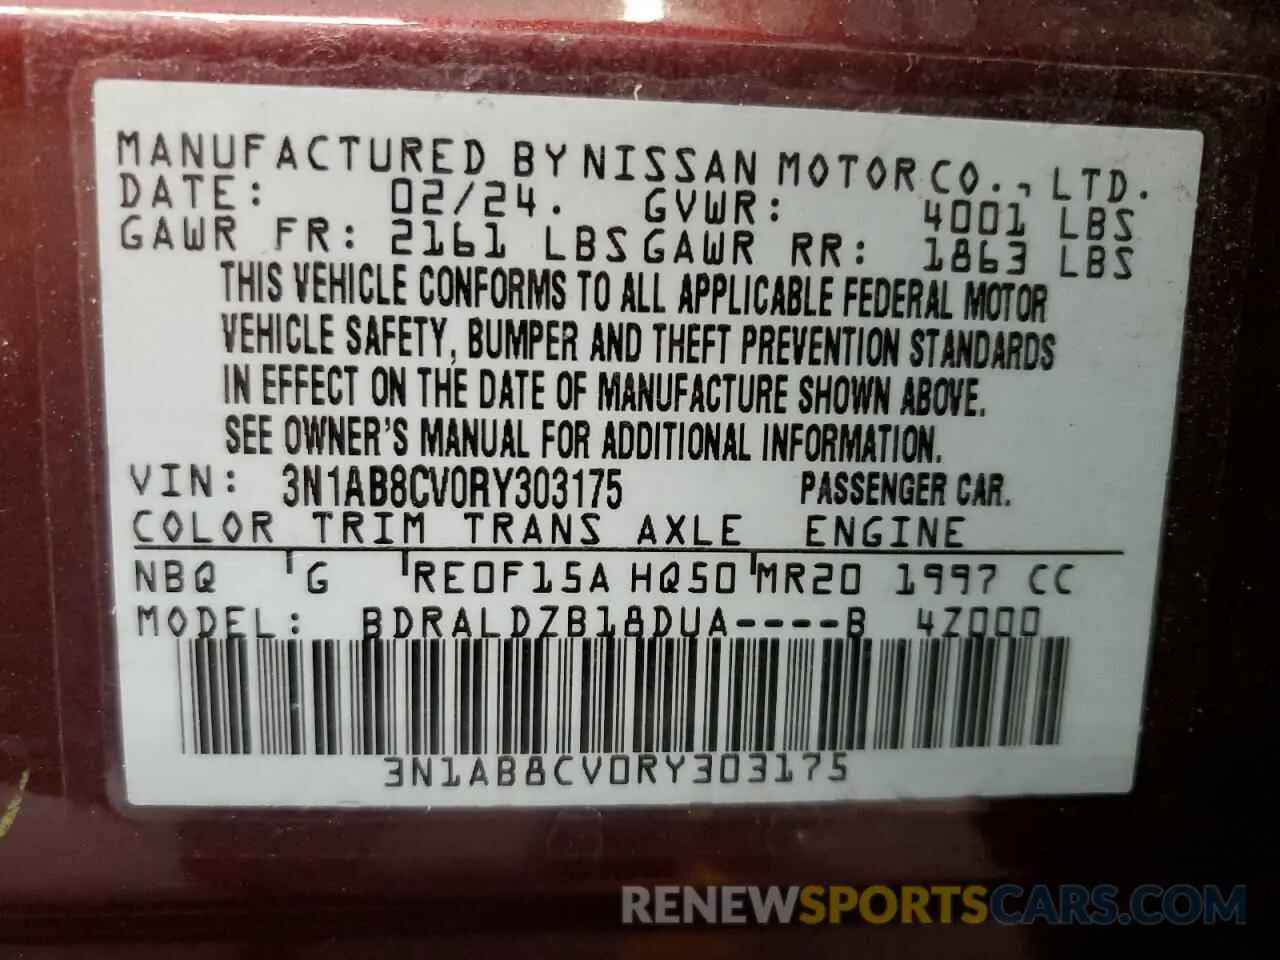 MANUFACTURED BY NISSAN MOTOR CO., LTD.
DATE: 02/24. GVWR: 4001 LBS
GAWR FR: 2161 LBS GAWR RR: 1863 LBS
THIS VEHICLE CONFORMS TO ALL APPLICABLE FEDERAL MOTOR
VEHICLE SAFETY, BUMPER AND THEFT PREVENTION STANDARDS
IN EFFECT ON THE DATE OF MANUFACTURE SHOWN ABOVE.
SEE OWNER'S MANUAL FOR ADDITIONAL INFORMATION.
VIN: 3N1AB8CV0RY303175 PASSENGER CAR.
COLOR TRIM TRANS AXLE ENGINE
NBQ G RE0F15A HQ50 MR20 1997 CC
MODEL: BDRALDZB18DUA----B 4Z000
3N1AB8CV0RY303175
RENEWSPORTSCARS.COM